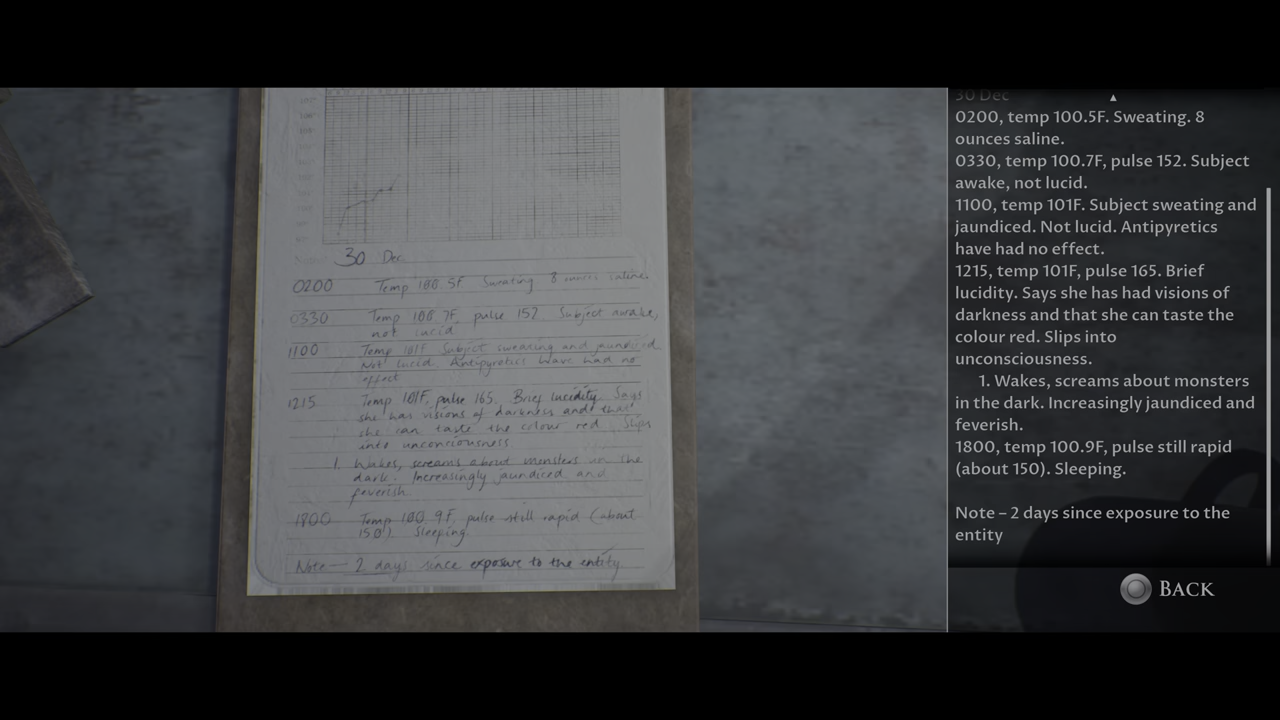 30 Dec
0200 Temp 100.5F. Sweating 8 ounces saline.
0330 Temp 100.7F, pulse 152 Subject awake,
not lucid
1100 Temp 101F Subject sweating and jaundiced.
Not lucid. Antipyretics have had no
effect
1215 Temp 101F, pulse 165. Brief lucidity. Says
she has visions of darkness and that
she can taste the colour red. Slips
into unconciousness.
1. Wakes, screams about monsters in the
dark. Increasingly jaundiced and
feverish.
1800 Temp 100.9F, pulse still rapid (about
150). Sleeping.
Note — 2 days since exposure to the entity
30 Dec
0200, temp 100.5F. Sweating. 8
ounces saline.
0330, temp 100.7F, pulse 152. Subject
awake, not lucid.
1100, temp 101F. Subject sweating and
jaundiced. Not lucid. Antipyretics
have had no effect.
1215, temp 101F, pulse 165. Brief
lucidity. Says she has had visions of
darkness and that she can taste the
colour red. Slips into
unconsciousness.
1. Wakes, screams about monsters
in the dark. Increasingly jaundiced and
feverish.
1800, temp 100.9F, pulse still rapid
(about 150). Sleeping.
Note – 2 days since exposure to the
entity
BACK